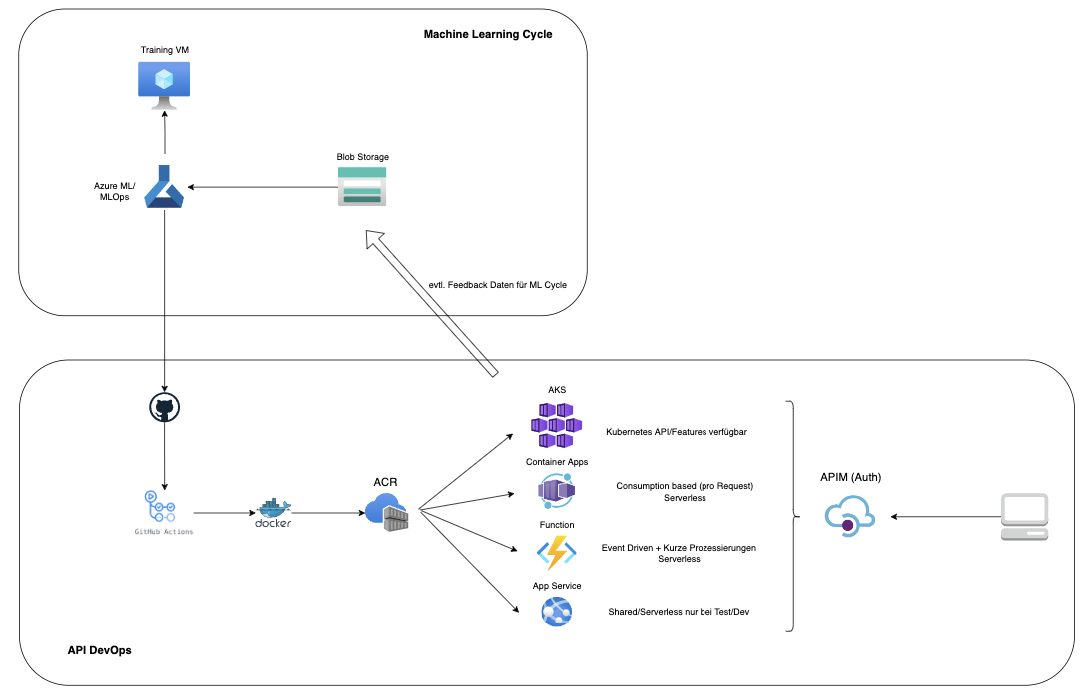 Machine Learning Cycle
Training VM
Blob Storage
Azure ML/
MLOps
evtl. Feedback Daten für ML Cycle
AKS
Kubernetes API/Features verfügbar
Container Apps
Consumption based (pro Request)
Serverless
APIM (Auth)
ACR
GitHub Actions
docker
Function
Event Driven + Kurze Prozessierungen
Serverless
App Service
Shared/Serverless nur bei Test/Dev
API DevOps